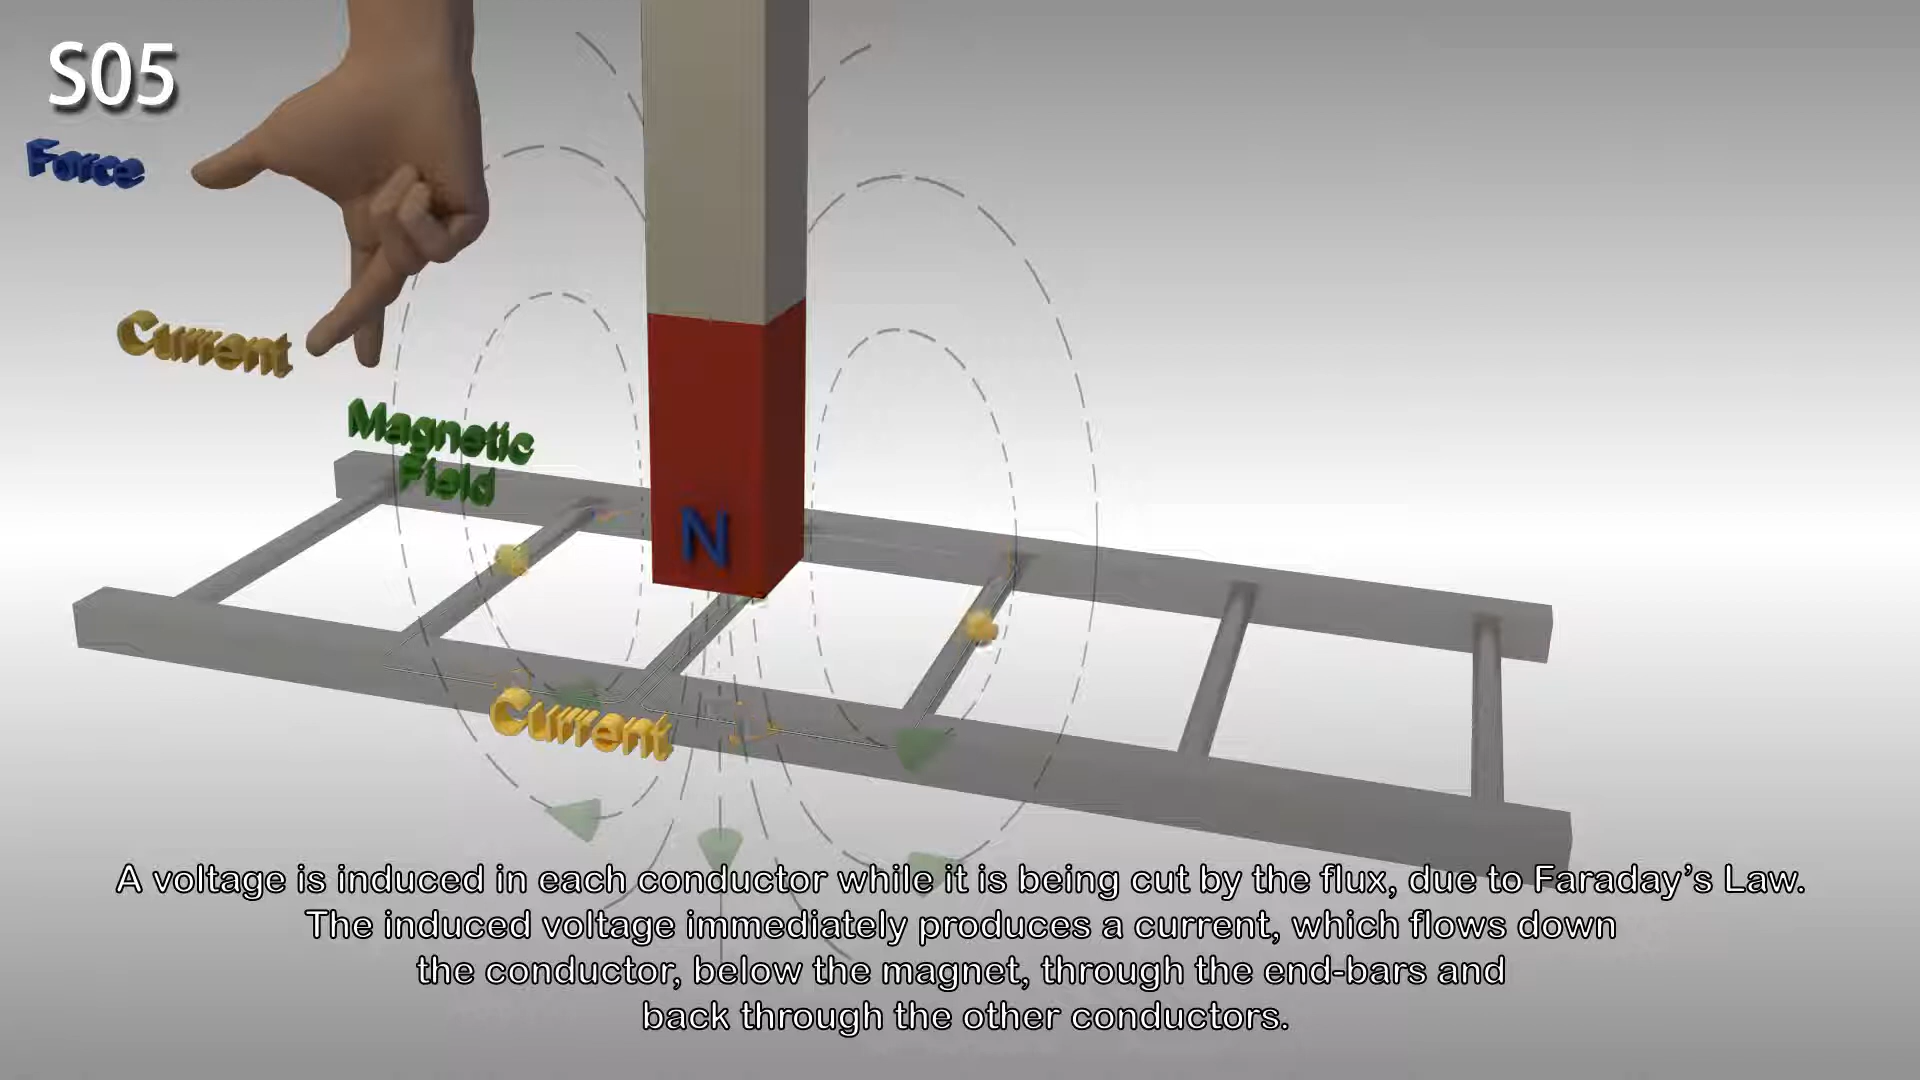 S05
Force
Current
Magnetic
Field
N
Current
A voltage is induced in each conductor while it is being cut by the flux, due to Faraday’s Law.
The induced voltage immediately produces a current, which flows down
the conductor, below the magnet, through the end-bars and
back through the other conductors.